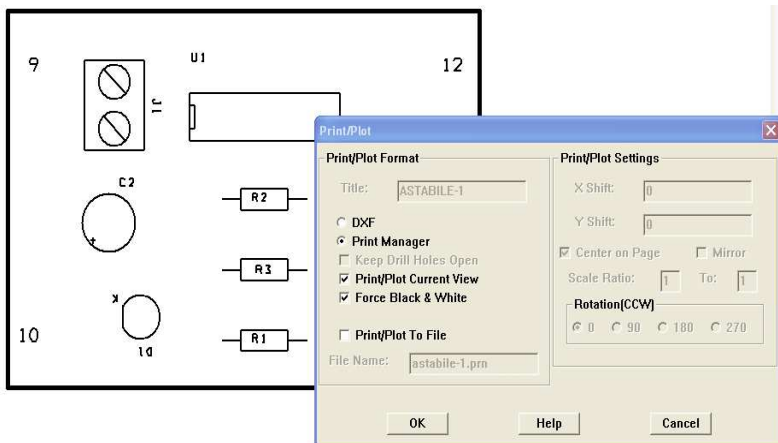 9
U1
12
J1
C2
R2
R3
K
10
D1
R1
Print/Plot
Print/Plot Format
Title: ASTABILE-1
DXF
Print Manager
Keep Drill Holes Open
Print/Plot Current View
Force Black & White
Print/Plot To File
File Name: astabile-1.prn
Print/Plot Settings
X Shift: 0
Y Shift: 0
Center on Page Mirror
Scale Ratio: 1 To: 1
Rotation(CCW)
0 90 180 270
OK Help Cancel